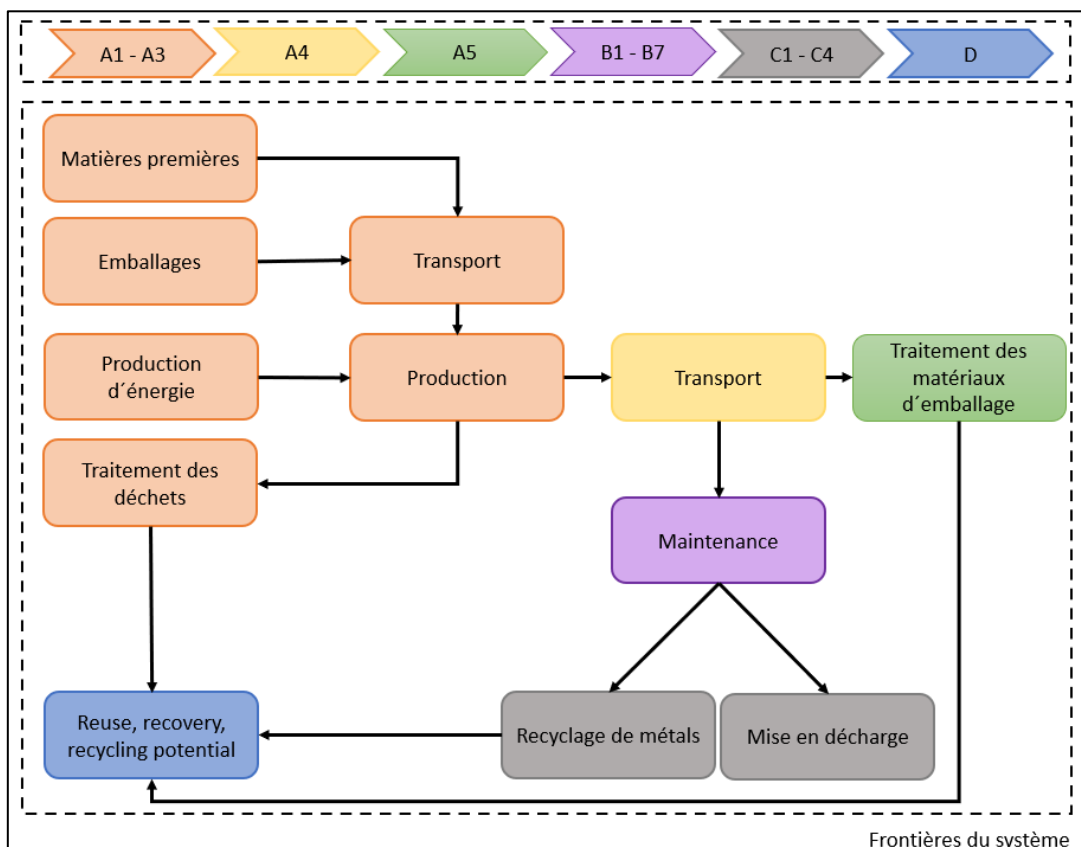 A1 - A3
A4
A5
B1 - B7
C1 - C4
D
Matières premières
Emballages
Transport
Production
d´énergie
Production
Transport
Traitement des
matériaux
d´emballage
Traitement des
déchets
Maintenance
Reuse, recovery,
recycling potential
Recyclage de métals
Mise en décharge
Frontières du système